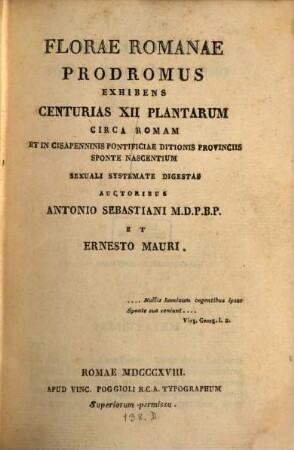 FLORAE ROMANAE
PRODROMUS
EXHIBENS
CENTURIAS XII PLANTARUM
CIRCA ROMAM
ET IN CISAPENNINIS PONTIFICIAE DITIONIS PROVINCIIS
SPONTE NASCENTIUM
SEXUALI SYSTEMATE DIGESTAS
AUCTORIBUS
ANTONIO SEBASTIANI M.D.P.B.P.
ET
ERNESTO MAURI.
.... Nullis hominum cogentibus ipsae
Sponte sua veniunt....
Virg. Georg. l. 2.
ROMAE MDCCCXVIII.
APUD VINC. POGGIOLI R.C.A. TYPOGRAPHUM
Superiorum permissu.
198. D